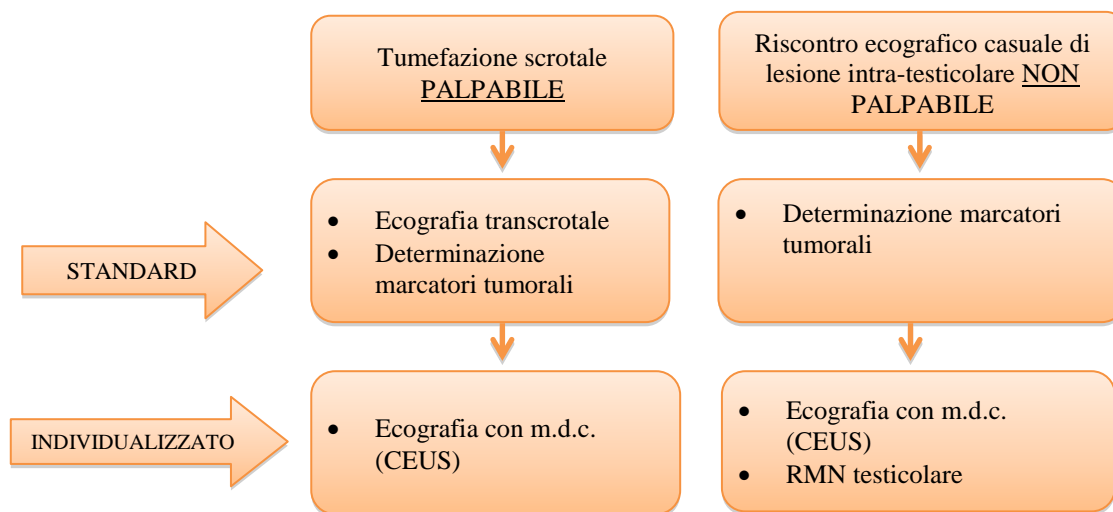 Tumefazione scrotale
PALPABILE
Riscontro ecografico casuale di
lesione intra-testicolare NON
PALPABILE
STANDARD
• Ecografia transcrotale
• Determinazione
marcatori tumorali
• Determinazione marcatori
tumorali
INDIVIDUALIZZATO
• Ecografia con m.d.c.
(CEUS)
• Ecografia con m.d.c.
(CEUS)
• RMN testicolare